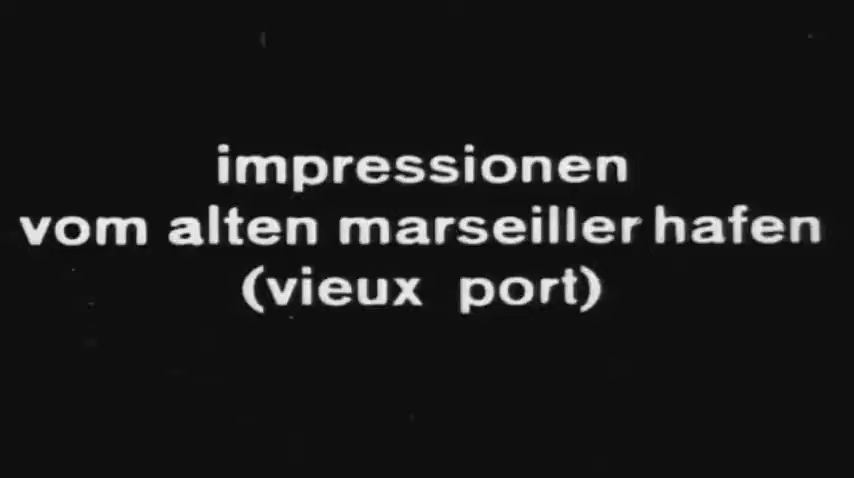 impressionen
vom alten marseiller hafen
(vieux port)